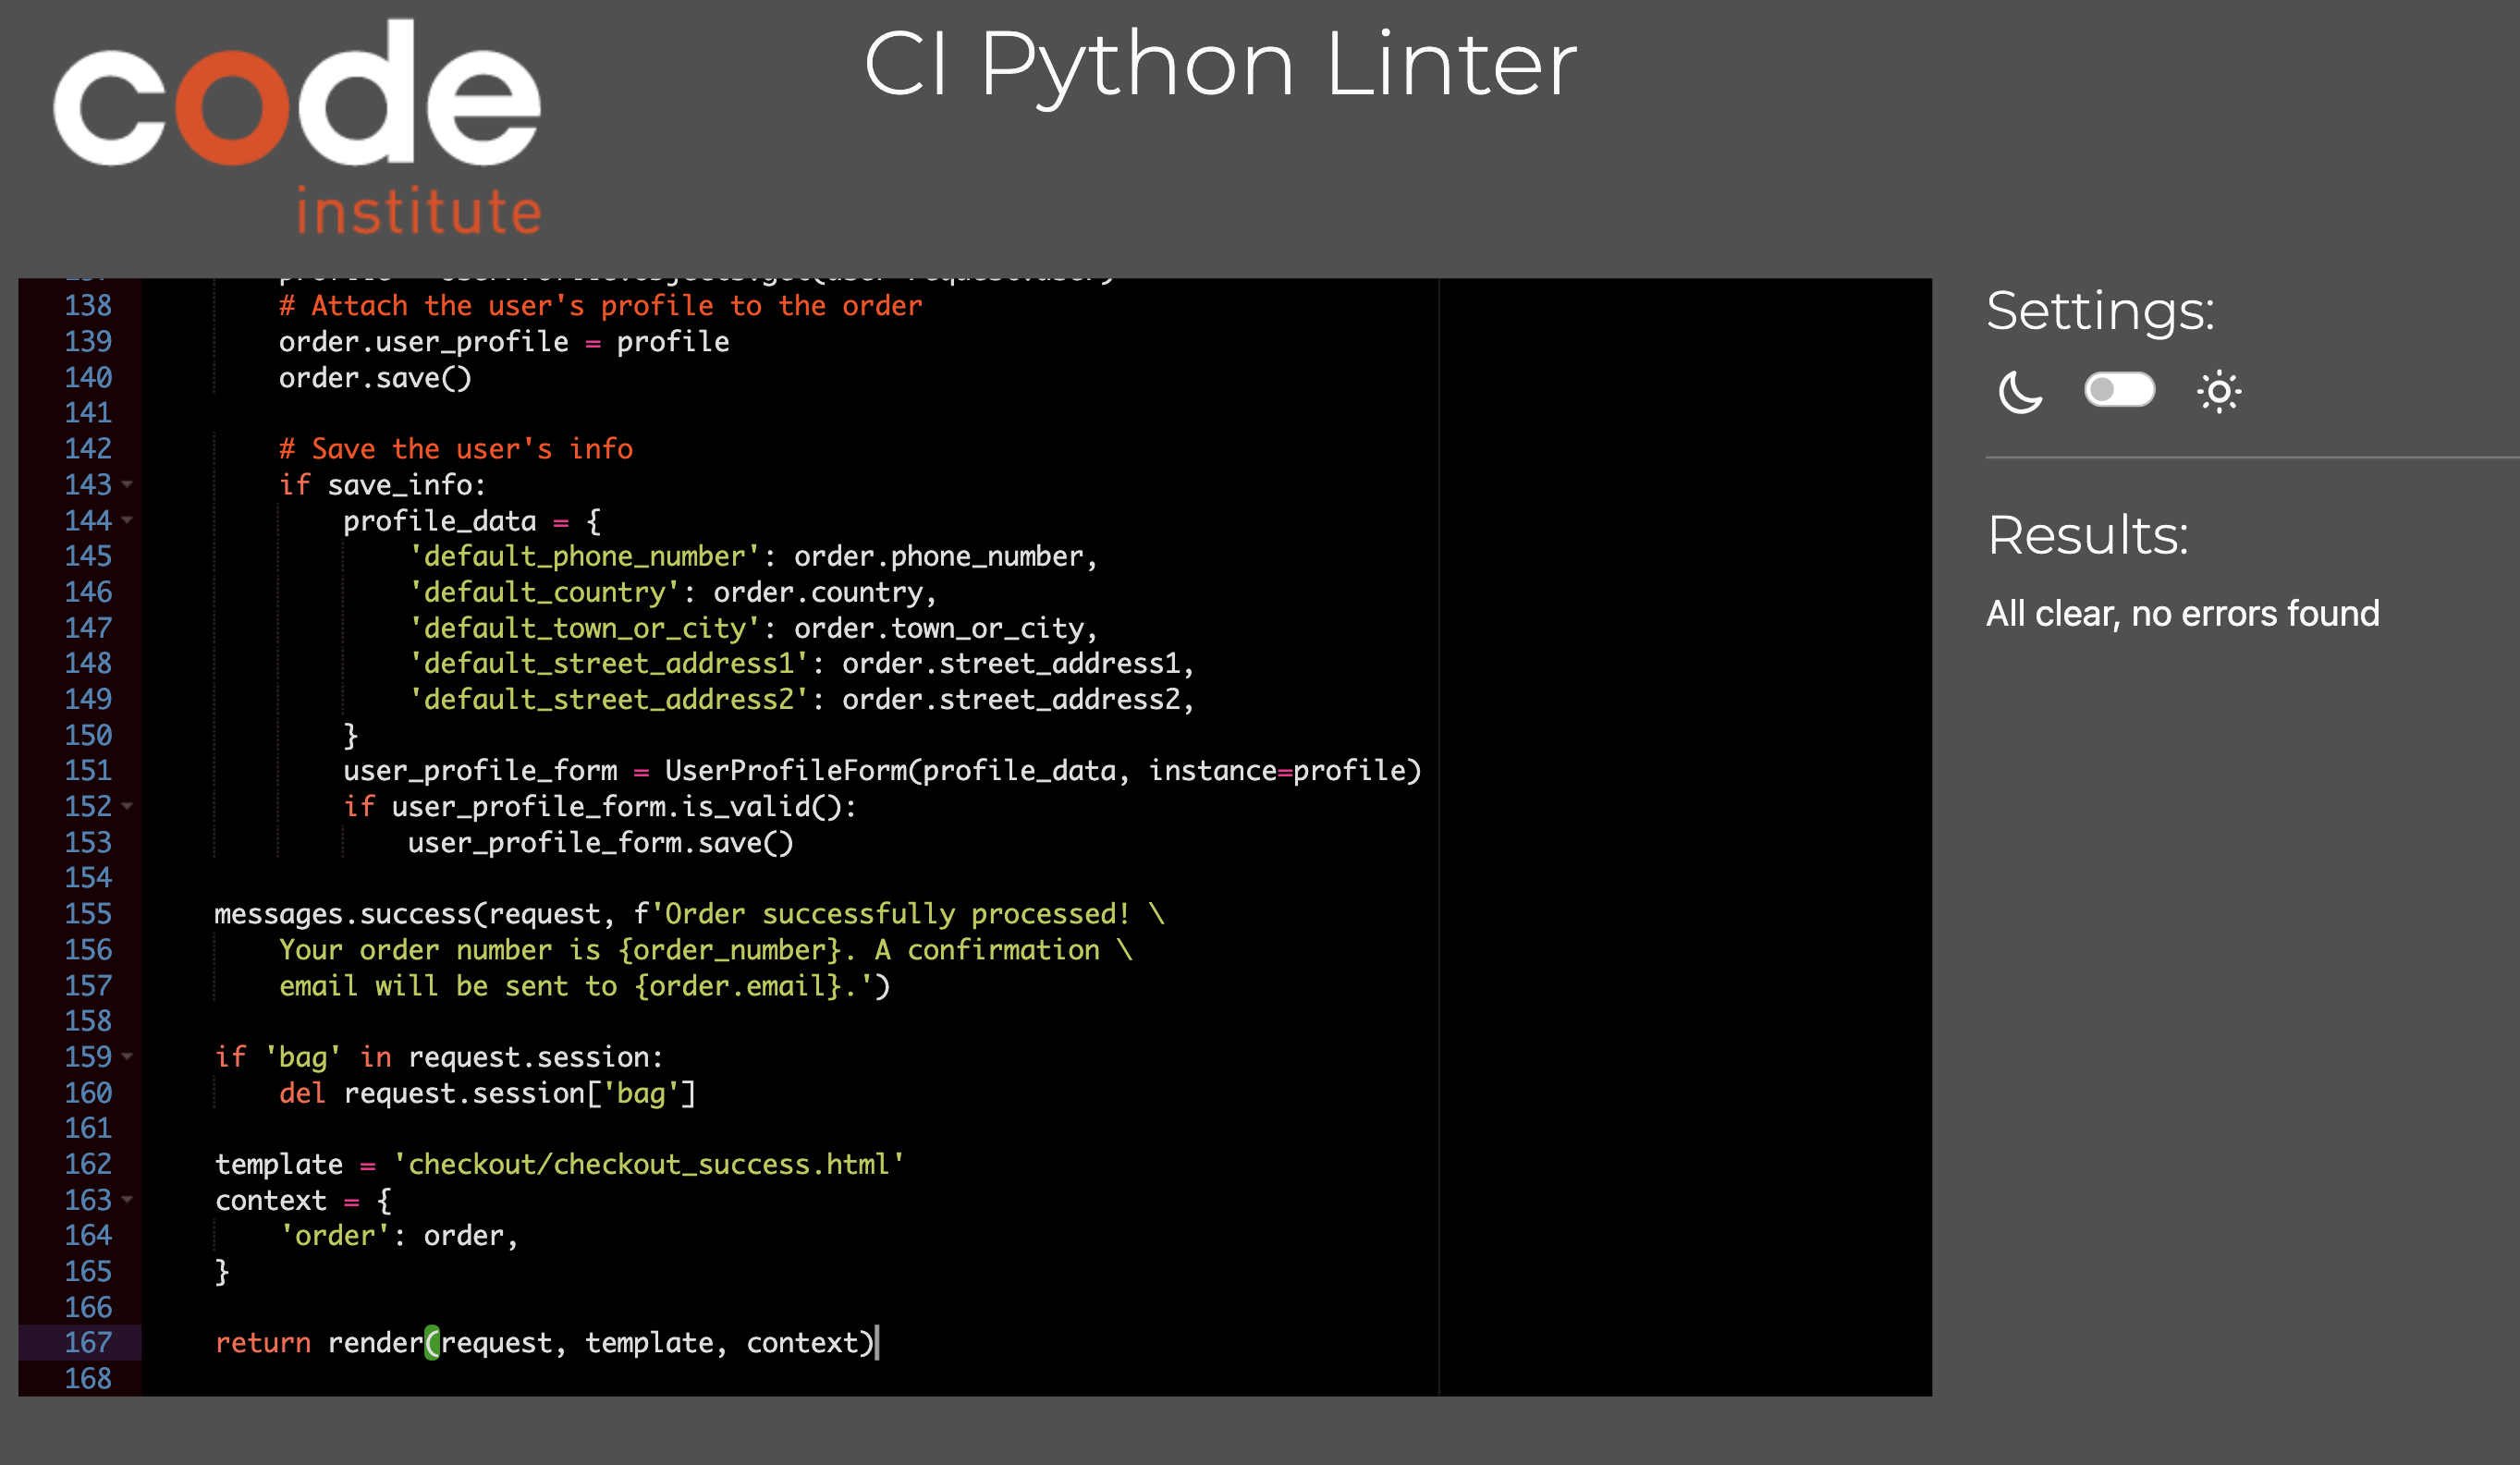 code
institute
CI Python Linter
138 # Attach the user's profile to the order
139 order.user_profile = profile
140 order.save()
141
142 # Save the user's info
143 if save_info:
144 profile_data = {
145 'default_phone_number': order.phone_number,
146 'default_country': order.country,
147 'default_town_or_city': order.town_or_city,
148 'default_street_address1': order.street_address1,
149 'default_street_address2': order.street_address2,
150 }
151 user_profile_form = UserProfileForm(profile_data, instance=profile)
152 if user_profile_form.is_valid():
153 user_profile_form.save()
154
155 messages.success(request, f'Order successfully processed! \
156 Your order number is {order_number}. A confirmation \
157 email will be sent to {order.email}.')
158
159 if 'bag' in request.session:
160 del request.session['bag']
161
162 template = 'checkout/checkout_success.html'
163 context = {
164 'order': order,
165 }
166
167 return render(request, template, context)
168
Settings:
Results:
All clear, no errors found